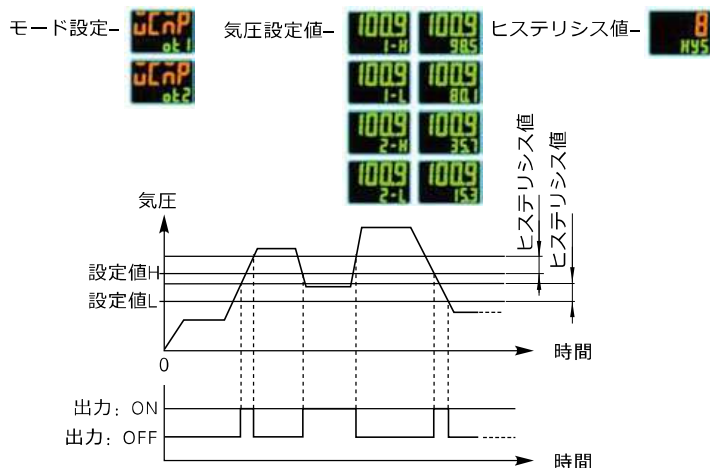 モード設定–
uCnP
ot1
uCnP
ot2
気圧設定値–
100.9
1-H
100.9
98.5
100.9
1-L
100.9
80.1
100.9
2-H
100.9
35.7
100.9
2-L
100.9
15.3
ヒステリシス値–
8
HYS
ヒステリシス値
ヒステリシス値
気圧
設定値H
設定値L
0
時間
出力：ON
出力：OFF
時間